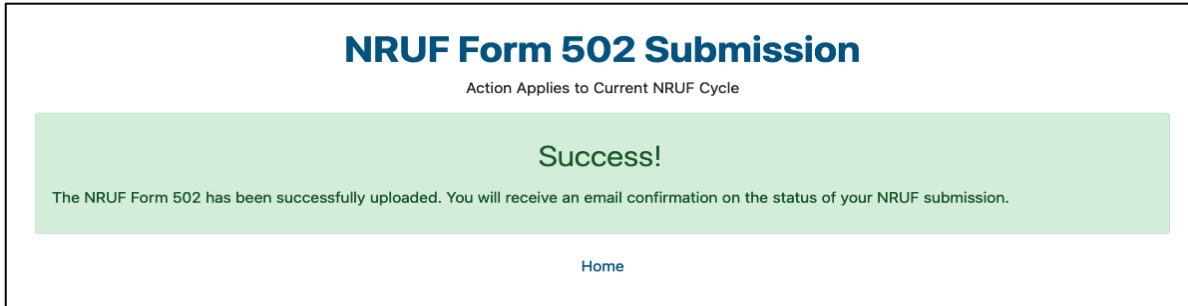 NRUF Form 502 Submission
Action Applies to Current NRUF Cycle
Success!
The NRUF Form 502 has been successfully uploaded. You will receive an email confirmation on the status of your NRUF submission.
Home